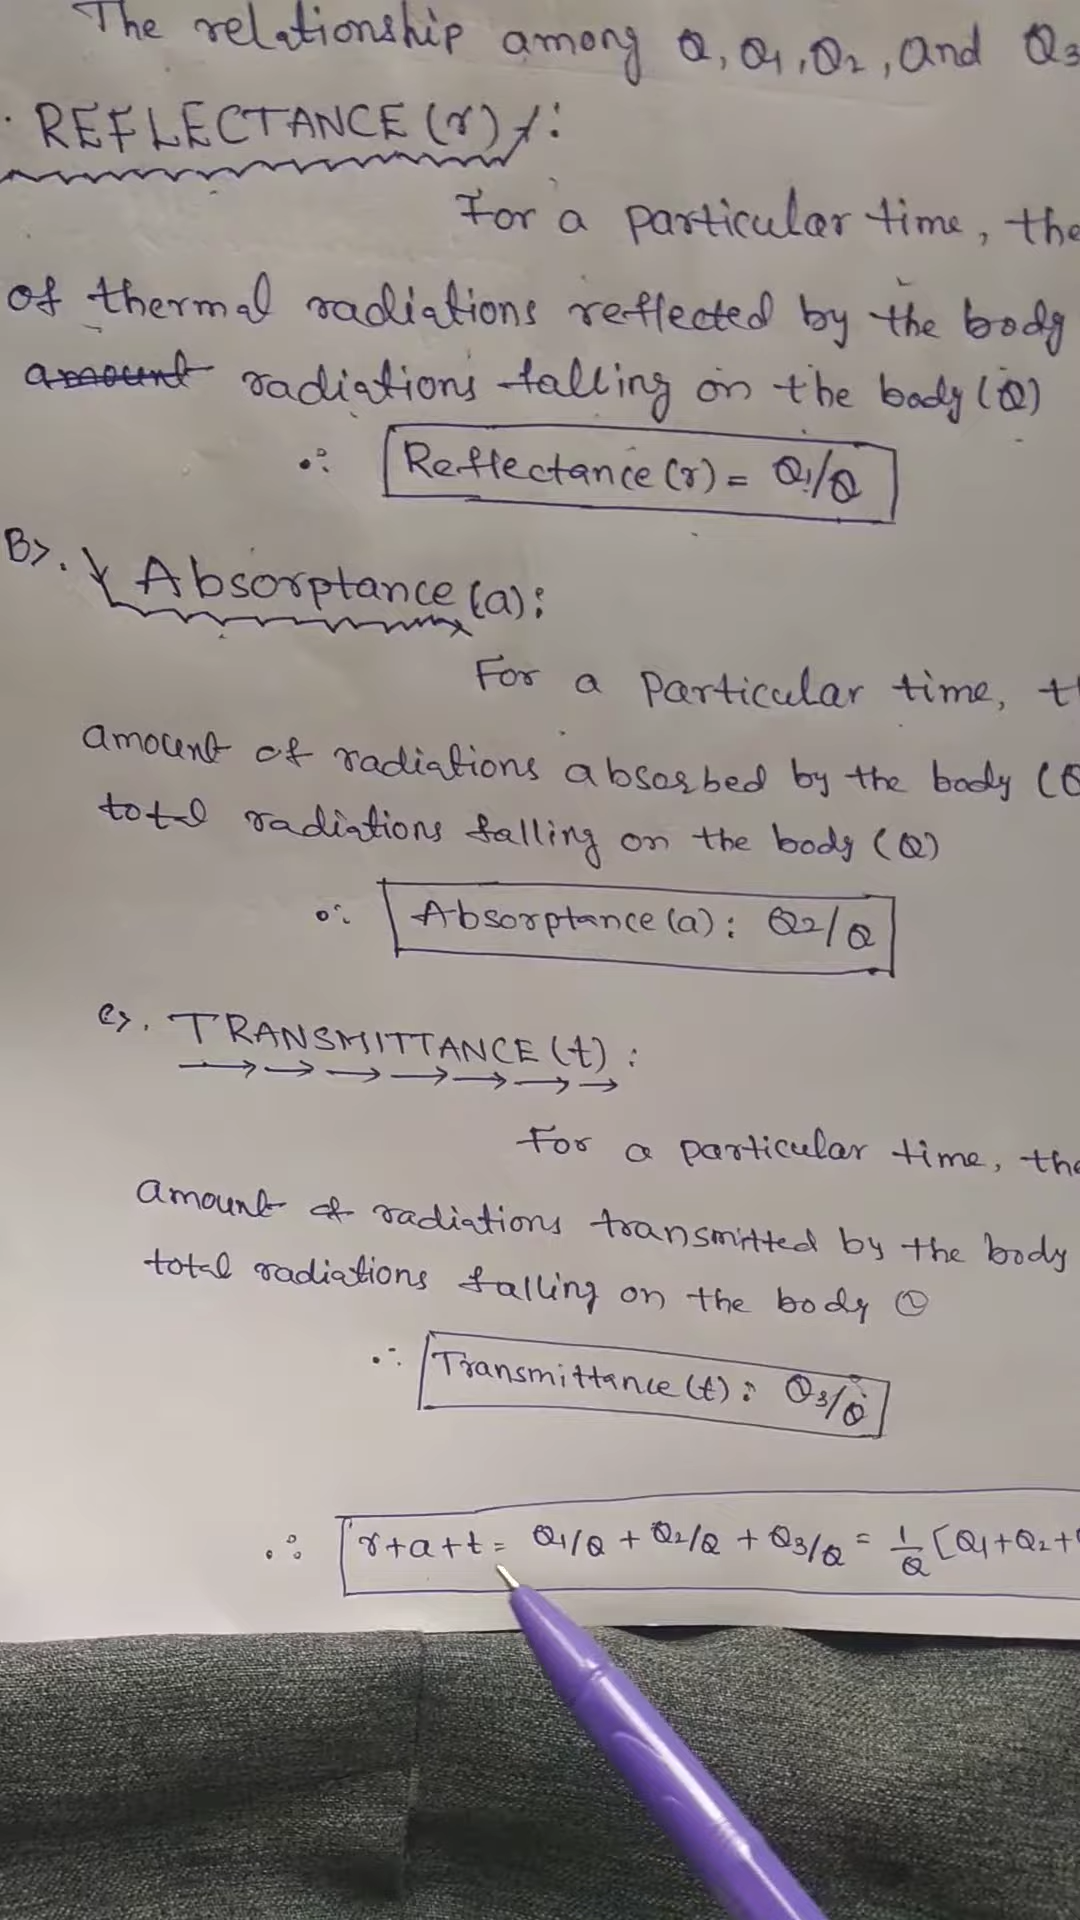 The relationship among Q, Q1, Q2, and Q3
REFLECTANCE (r):
For a particular time, the
of thermal radiations reflected by the body
amount radiations falling on the body (Q)
∴ Reflectance (r) = Q1/Q
B>. Absorptance (a):
For a particular time, t
amount of radiations absorbed by the body (
total radiations falling on the body (Q)
∴ Absorptance (a): Q2/Q
C>. TRANSMITTANCE (t):
For a particular time, the
amount of radiations transmitted by the body
total radiations falling on the body
∴ Transmittance (t): Q3/Q
∴ r+a+t = Q1/Q + Q2/Q + Q3/Q = 1/Q [Q1+Q2+